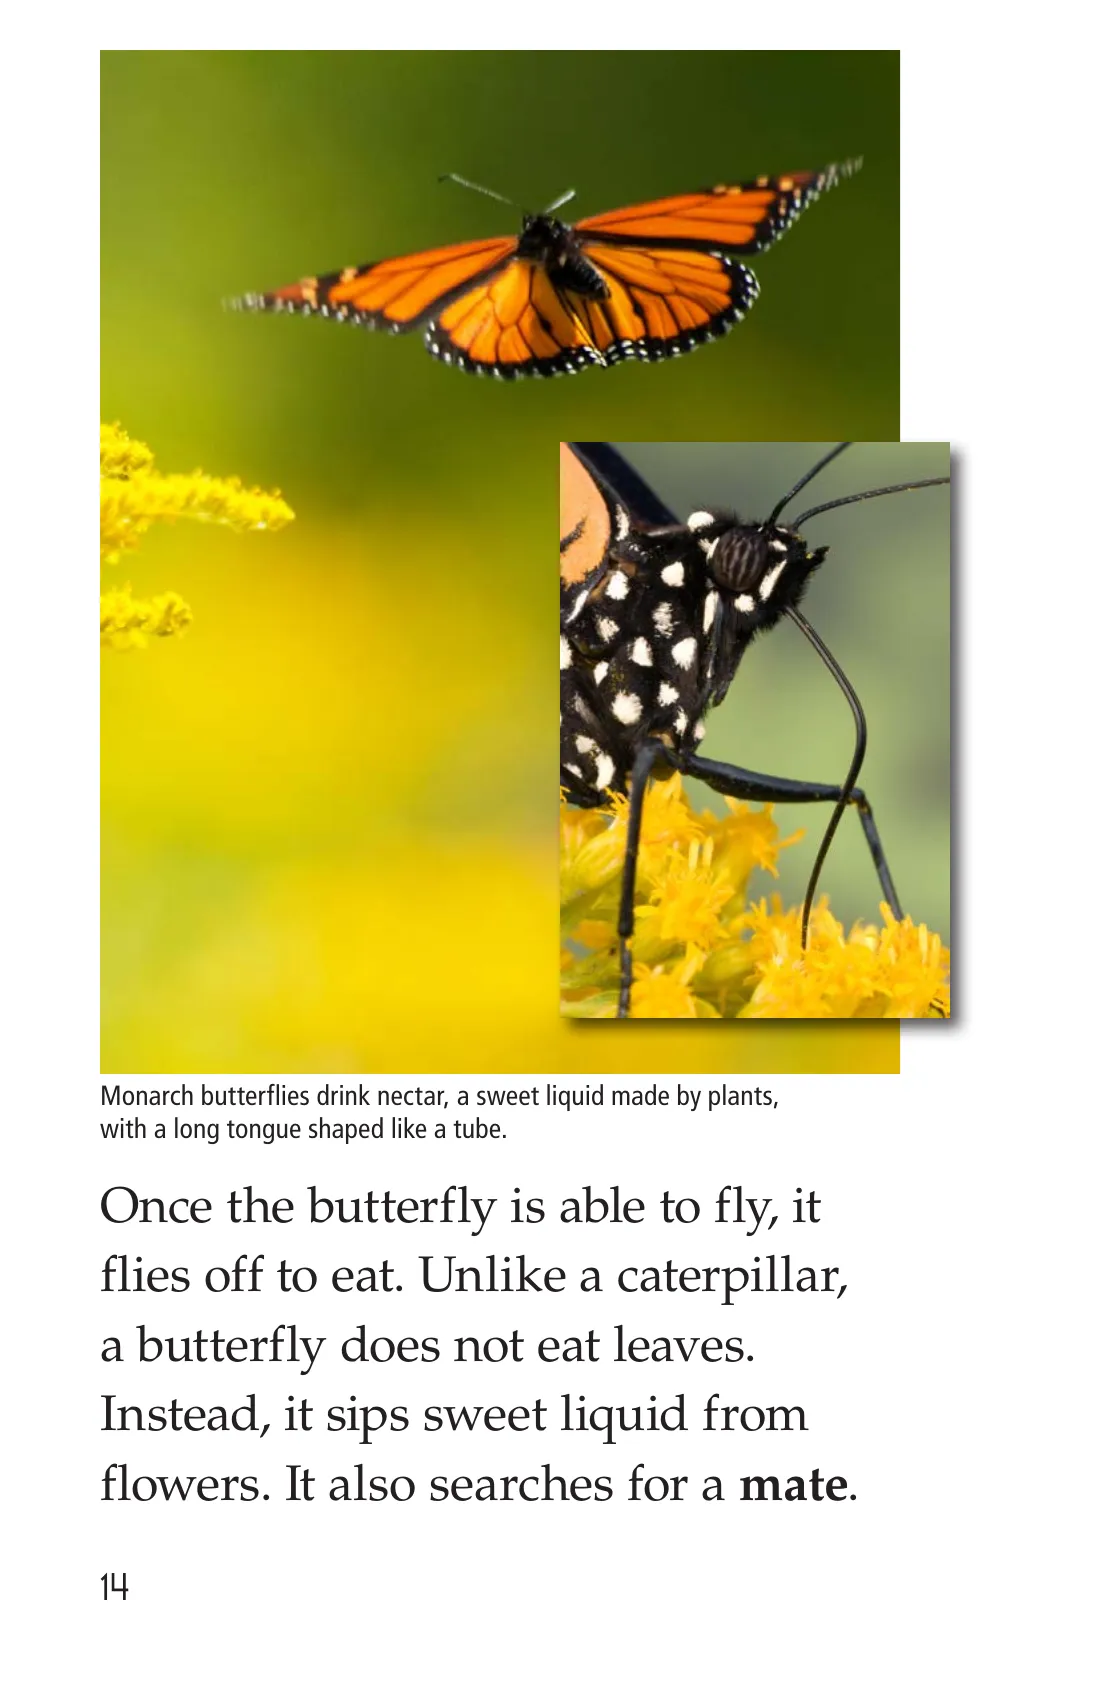 Monarch butterflies drink nectar, a sweet liquid made by plants,
with a long tongue shaped like a tube.
Once the butterfly is able to fly, it
flies off to eat. Unlike a caterpillar,
a butterfly does not eat leaves.
Instead, it sips sweet liquid from
flowers. It also searches for a mate.
14